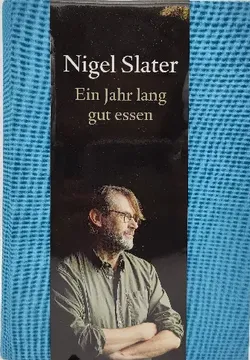 Nigel Slater
Ein Jahr lang
gut essen